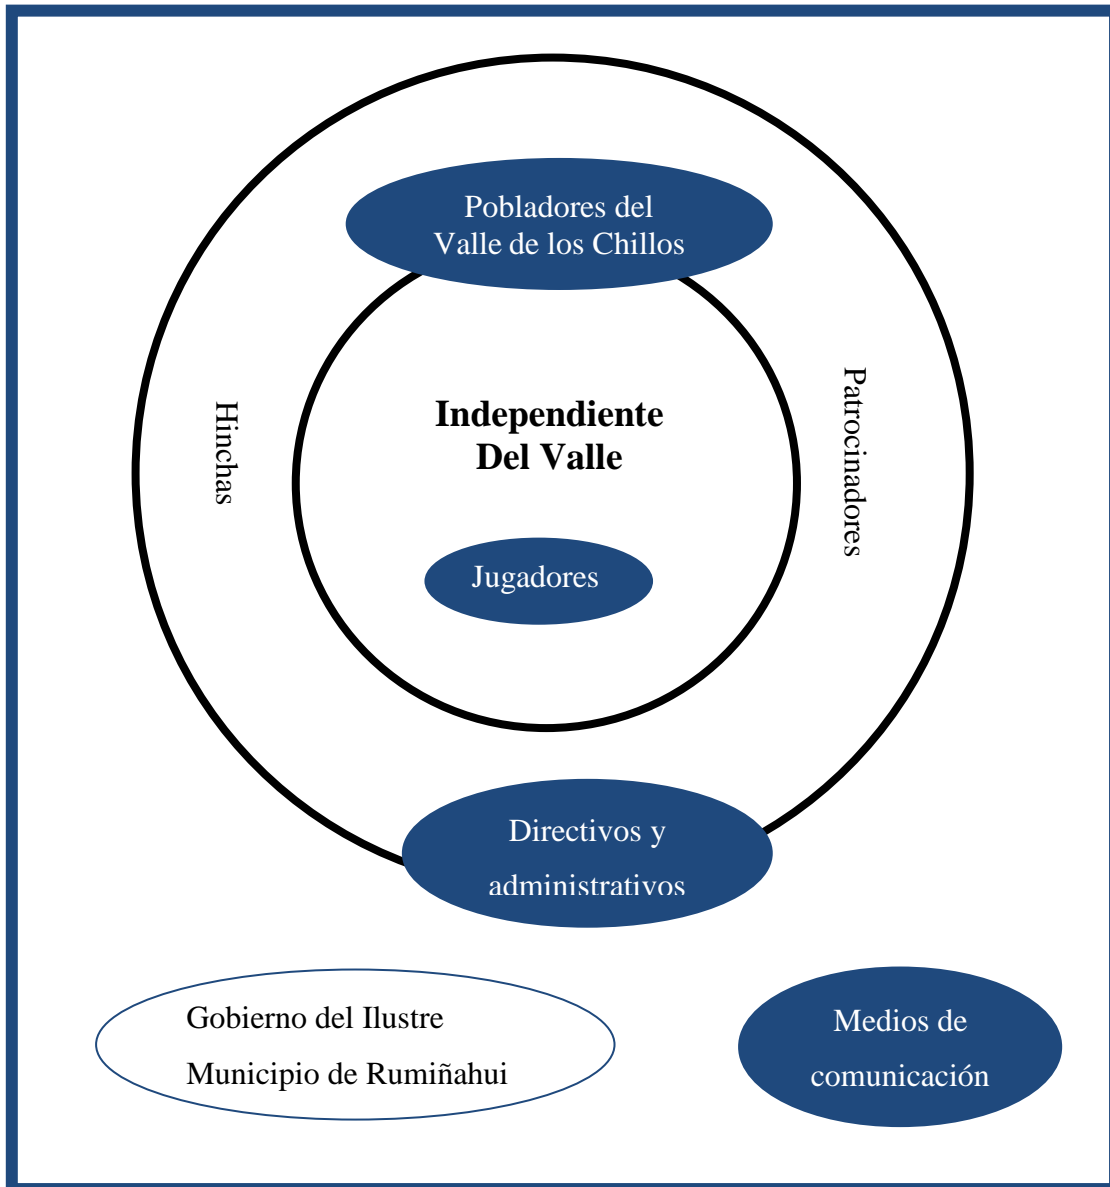 Pobladores del
Valle de los Chillos
Hinchas
Independiente
Del Valle
Patrocinadores
Jugadores
Directivos y
administrativos
Gobierno del Ilustre
Municipio de Rumiñahui
Medios de
comunicación